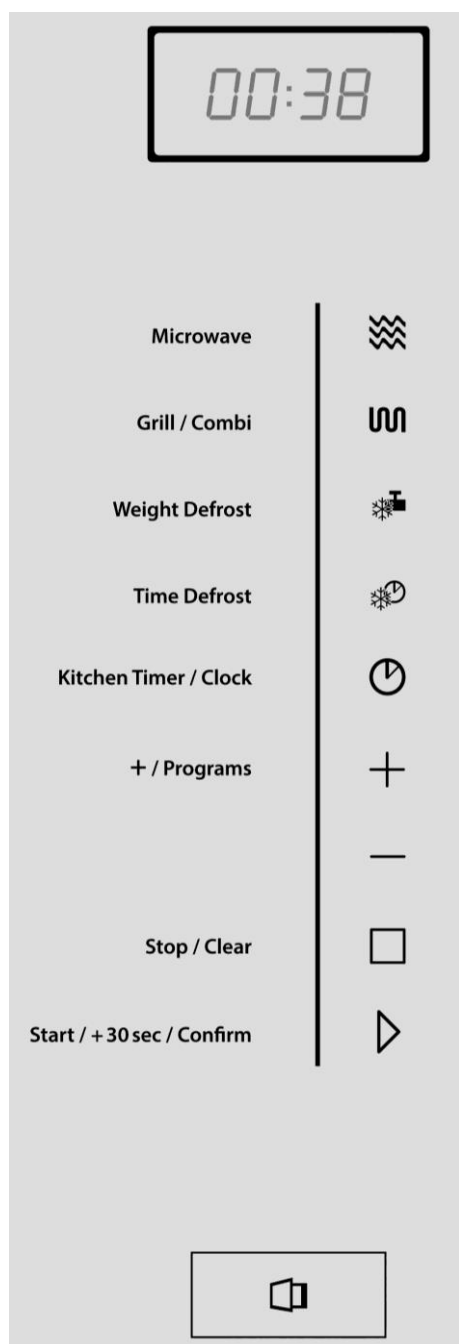 00:38
Microwave
Grill / Combi
Weight Defrost
Time Defrost
Kitchen Timer / Clock
+ / Programs
Stop / Clear
Start / +30 sec / Confirm